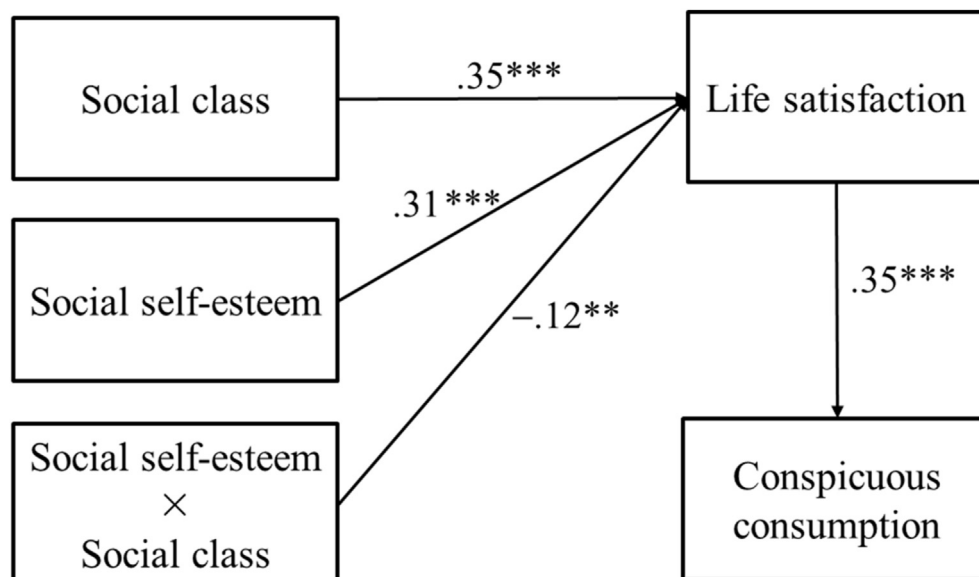 Social class
.35***
Life satisfaction
.31***
Social self-esteem
–.12**
.35***
Social self-esteem
×
Social class
Conspicuous
consumption